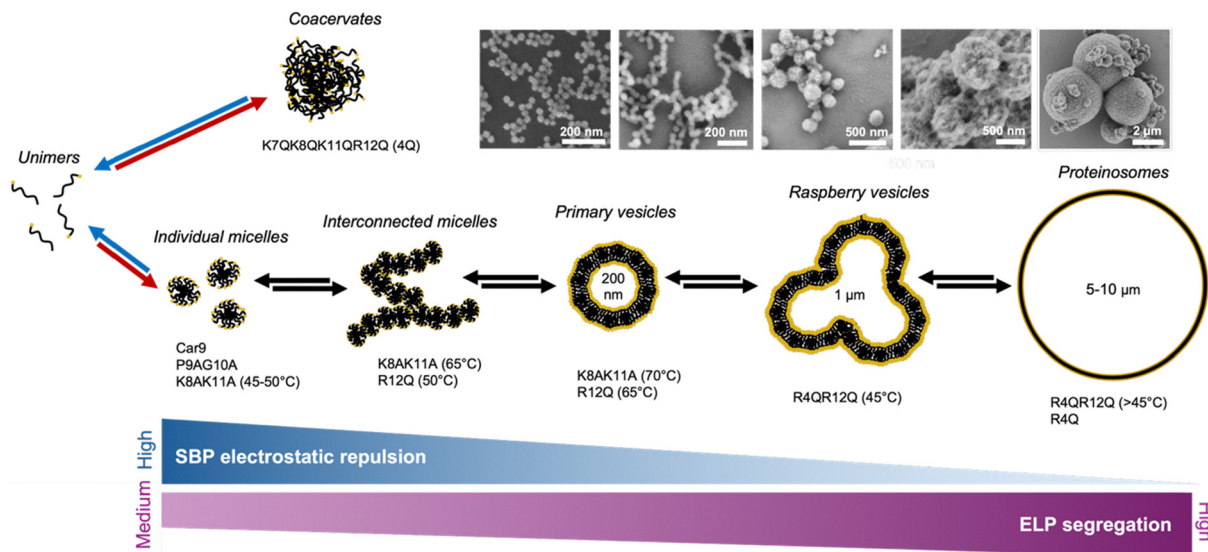 Coacervates
200 nm
200 nm
500 nm
500 nm
2 µm
K7QK8QK11QR12Q (4Q)
Unimers
Proteinosomes
Raspberry vesicles
Primary vesicles
Interconnected micelles
Individual micelles
200
nm
1 µm
5-10 µm
Car9
P9AG10A
K8AK11A (45-50°C)
K8AK11A (65°C)
R12Q (50°C)
K8AK11A (70°C)
R12Q (65°C)
R4QR12Q (45°C)
R4QR12Q (>45°C)
R4Q
High
SBP electrostatic repulsion
Medium
ELP segregation
High